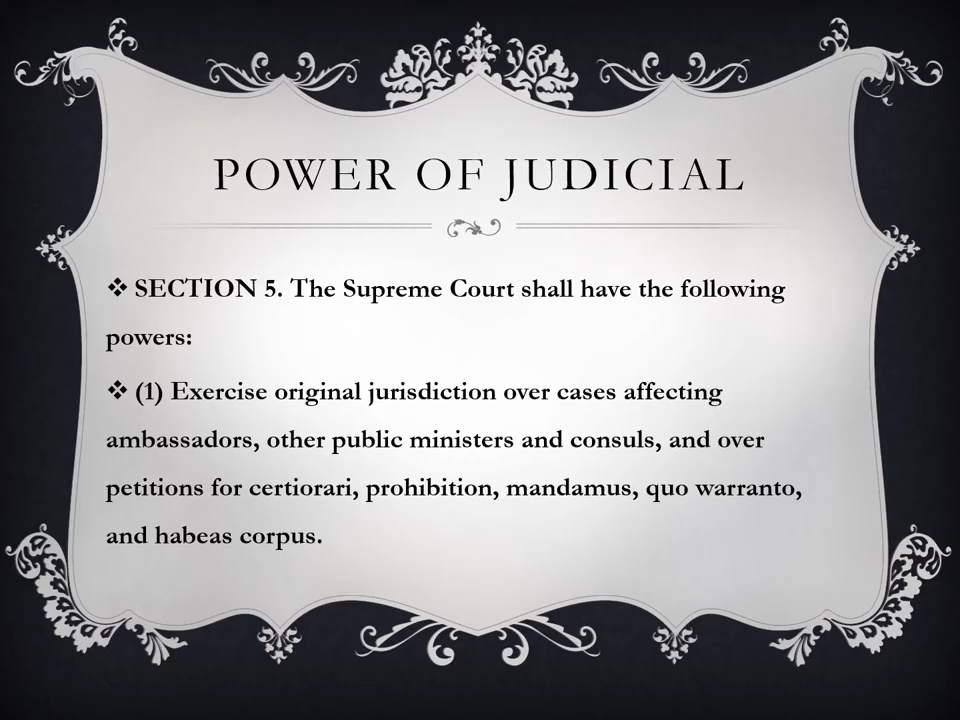 POWER OF JUDICIAL
❖ SECTION 5. The Supreme Court shall have the following
powers:
❖ (1) Exercise original jurisdiction over cases affecting
ambassadors, other public ministers and consuls, and over
petitions for certiorari, prohibition, mandamus, quo warranto,
and habeas corpus.